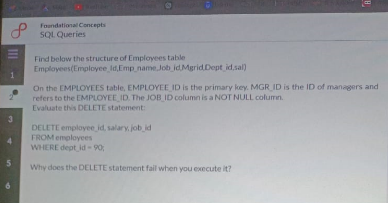 Foundational Concepts
SQL Queries
Find below the structure of Employees table
Employees(Employee_Id,Emp_name,Job_id,Mgrid,Dept_id,sal)
On the EMPLOYEES table, EMPLOYEE_ID is the primary key. MGR_ID is the ID of managers and
refers to the EMPLOYEE_ID. The JOB_ID column is a NOT NULL column.
Evaluate this DELETE statement:
DELETE employee_id, salary, job_id
FROM employees
WHERE dept_id = 90;
Why does the DELETE statement fail when you execute it?
1
2
3
4
5
6